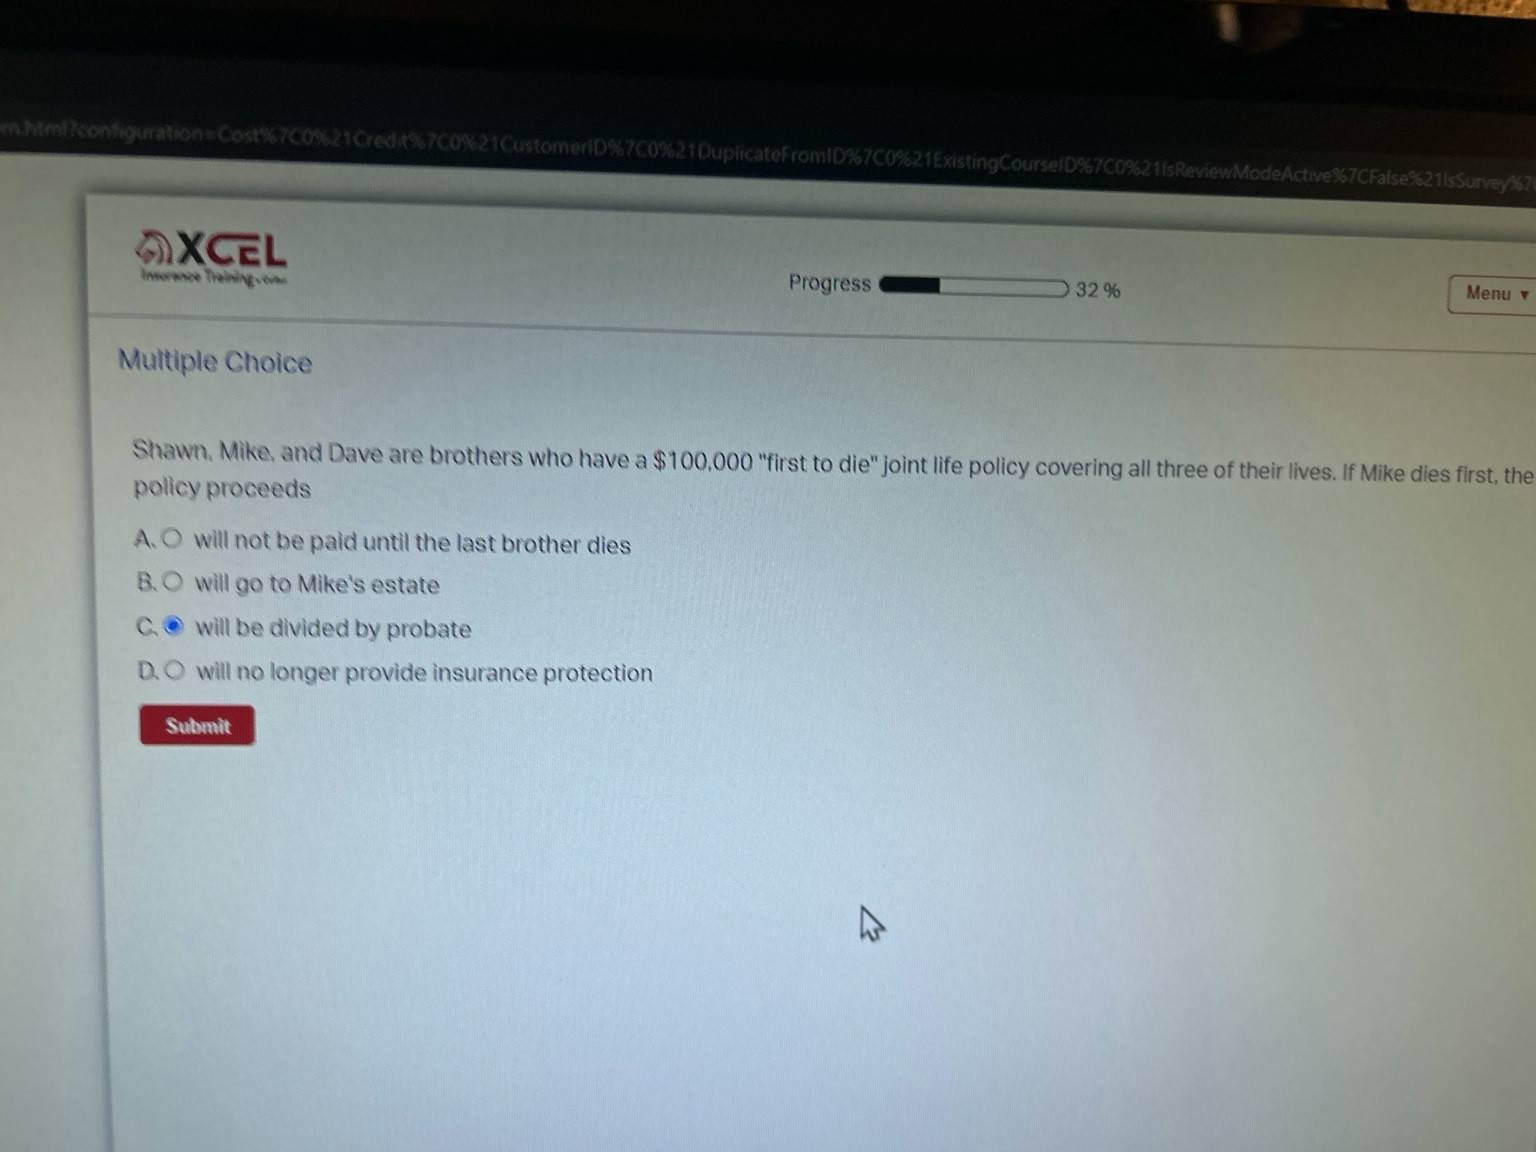 m.html?configuration=Cost%7C0%21Credit%7C0%21CustomerID%7C0%21DuplicateFromID%7C0%21ExistingCourseID%7C0%21IsReviewModeActive%7CFalse%21IsSurvey%7
XCEL
Insurance Training
Progress 32 %
Menu ▾
Multiple Choice
Shawn, Mike, and Dave are brothers who have a $100,000 "first to die" joint life policy covering all three of their lives. If Mike dies first, the
policy proceeds
A. will not be paid until the last brother dies
B. will go to Mike's estate
C. will be divided by probate
D. will no longer provide insurance protection
Submit